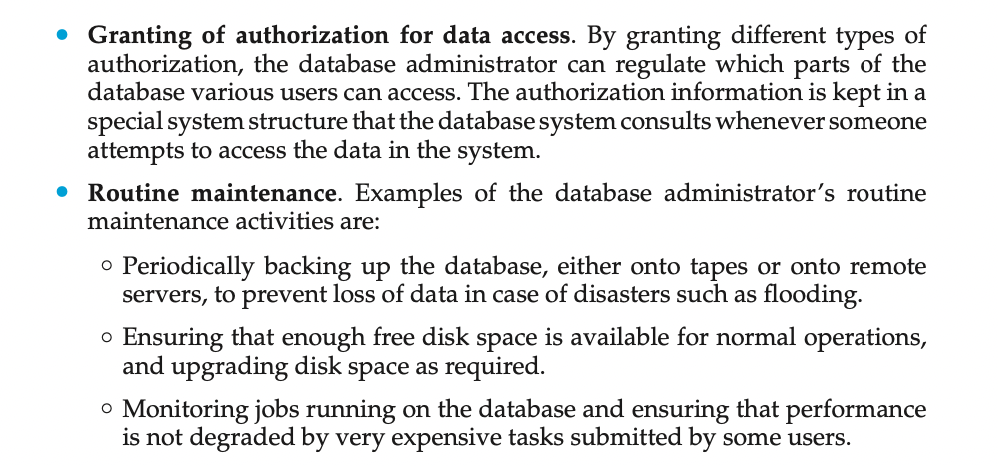 • Granting of authorization for data access. By granting different types of
authorization, the database administrator can regulate which parts of the
database various users can access. The authorization information is kept in a
special system structure that the database system consults whenever someone
attempts to access the data in the system.
• Routine maintenance. Examples of the database administrator’s routine
maintenance activities are:
◦ Periodically backing up the database, either onto tapes or onto remote
servers, to prevent loss of data in case of disasters such as flooding.
◦ Ensuring that enough free disk space is available for normal operations,
and upgrading disk space as required.
◦ Monitoring jobs running on the database and ensuring that performance
is not degraded by very expensive tasks submitted by some users.